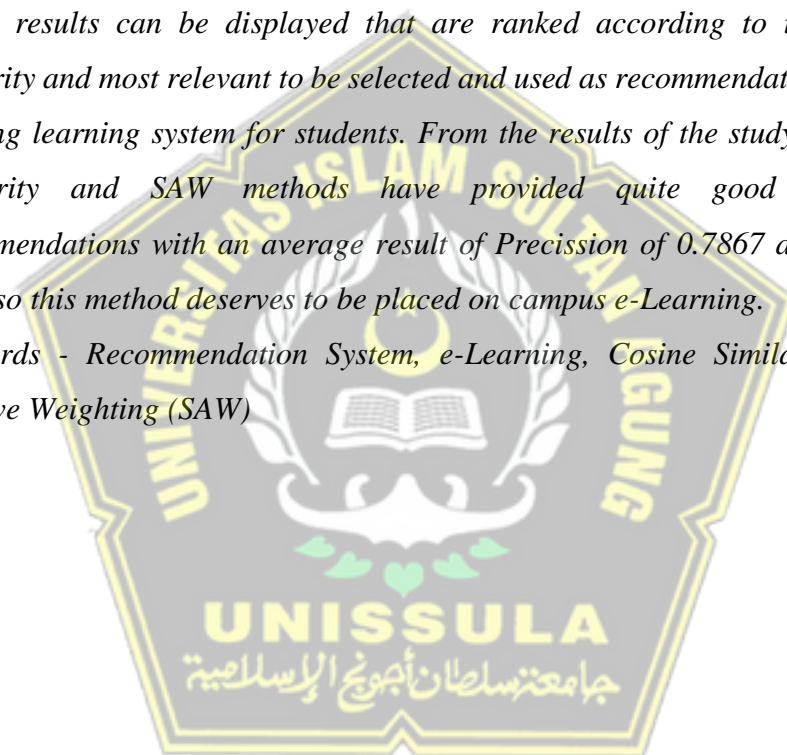 results can be displayed that are ranked according to t
rity and most relevant to be selected and used as recommendat
ng learning system for students. From the results of the study
rity and SAW methods have provided quite good
mendations with an average result of Precission of 0.7867 a
so this method deserves to be placed on campus e-Learning.
rds - Recommendation System, e-Learning, Cosine Simila
ve Weighting (SAW)
UNIVERSITAS ISLAM SULTAN AGUNG
UNISSULA
جامعة سلطان أجونج الإسلامية